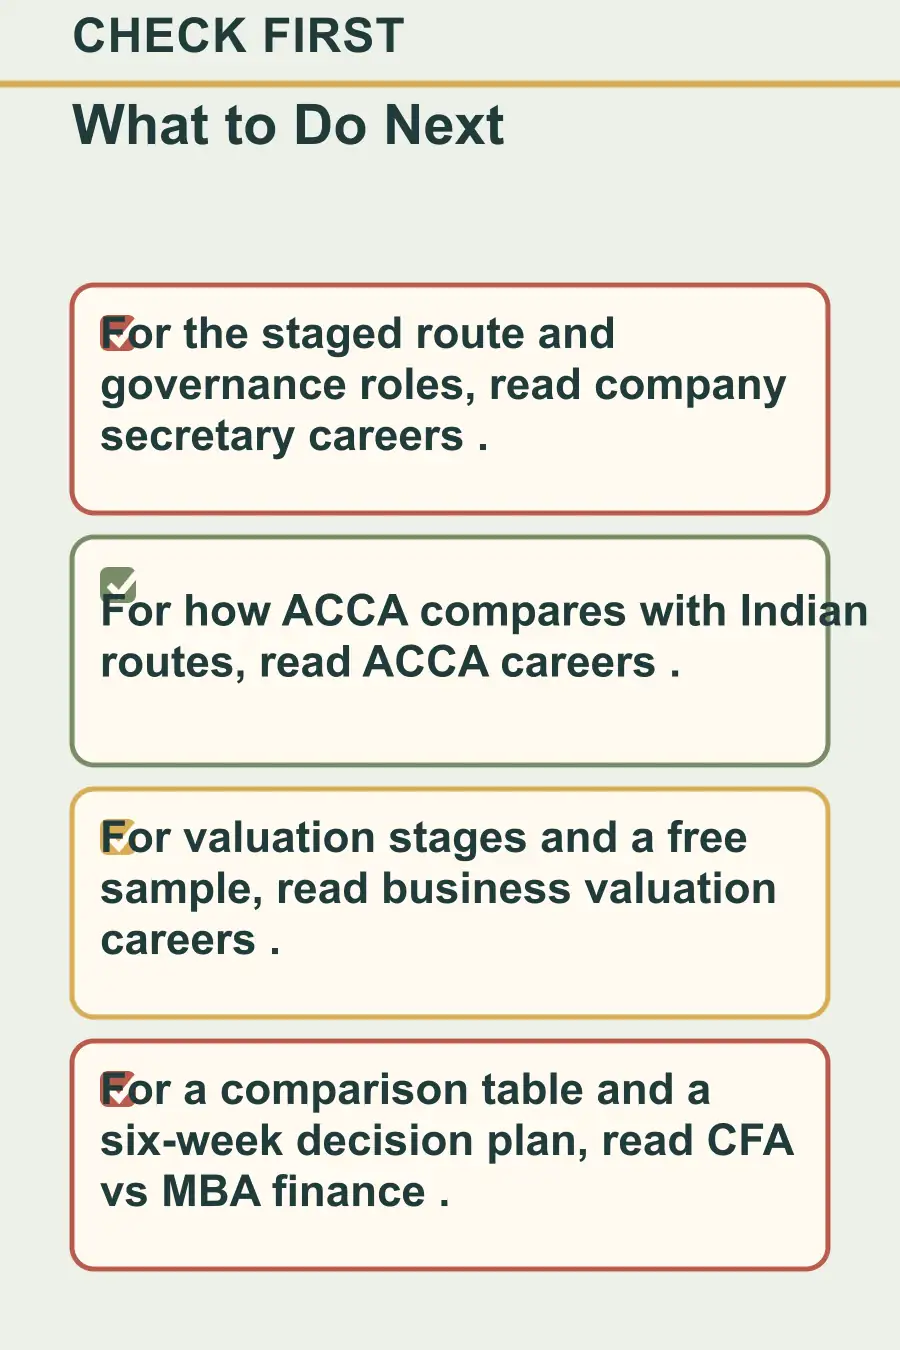 CHECK FIRST
What to Do Next
For the staged route and
governance roles, read company
secretary careers .
For how ACCA compares with Indian
routes, read ACCA careers .
For valuation stages and a free
sample, read business valuation
careers .
For a comparison table and a
six-week decision plan, read CFA
vs MBA finance .